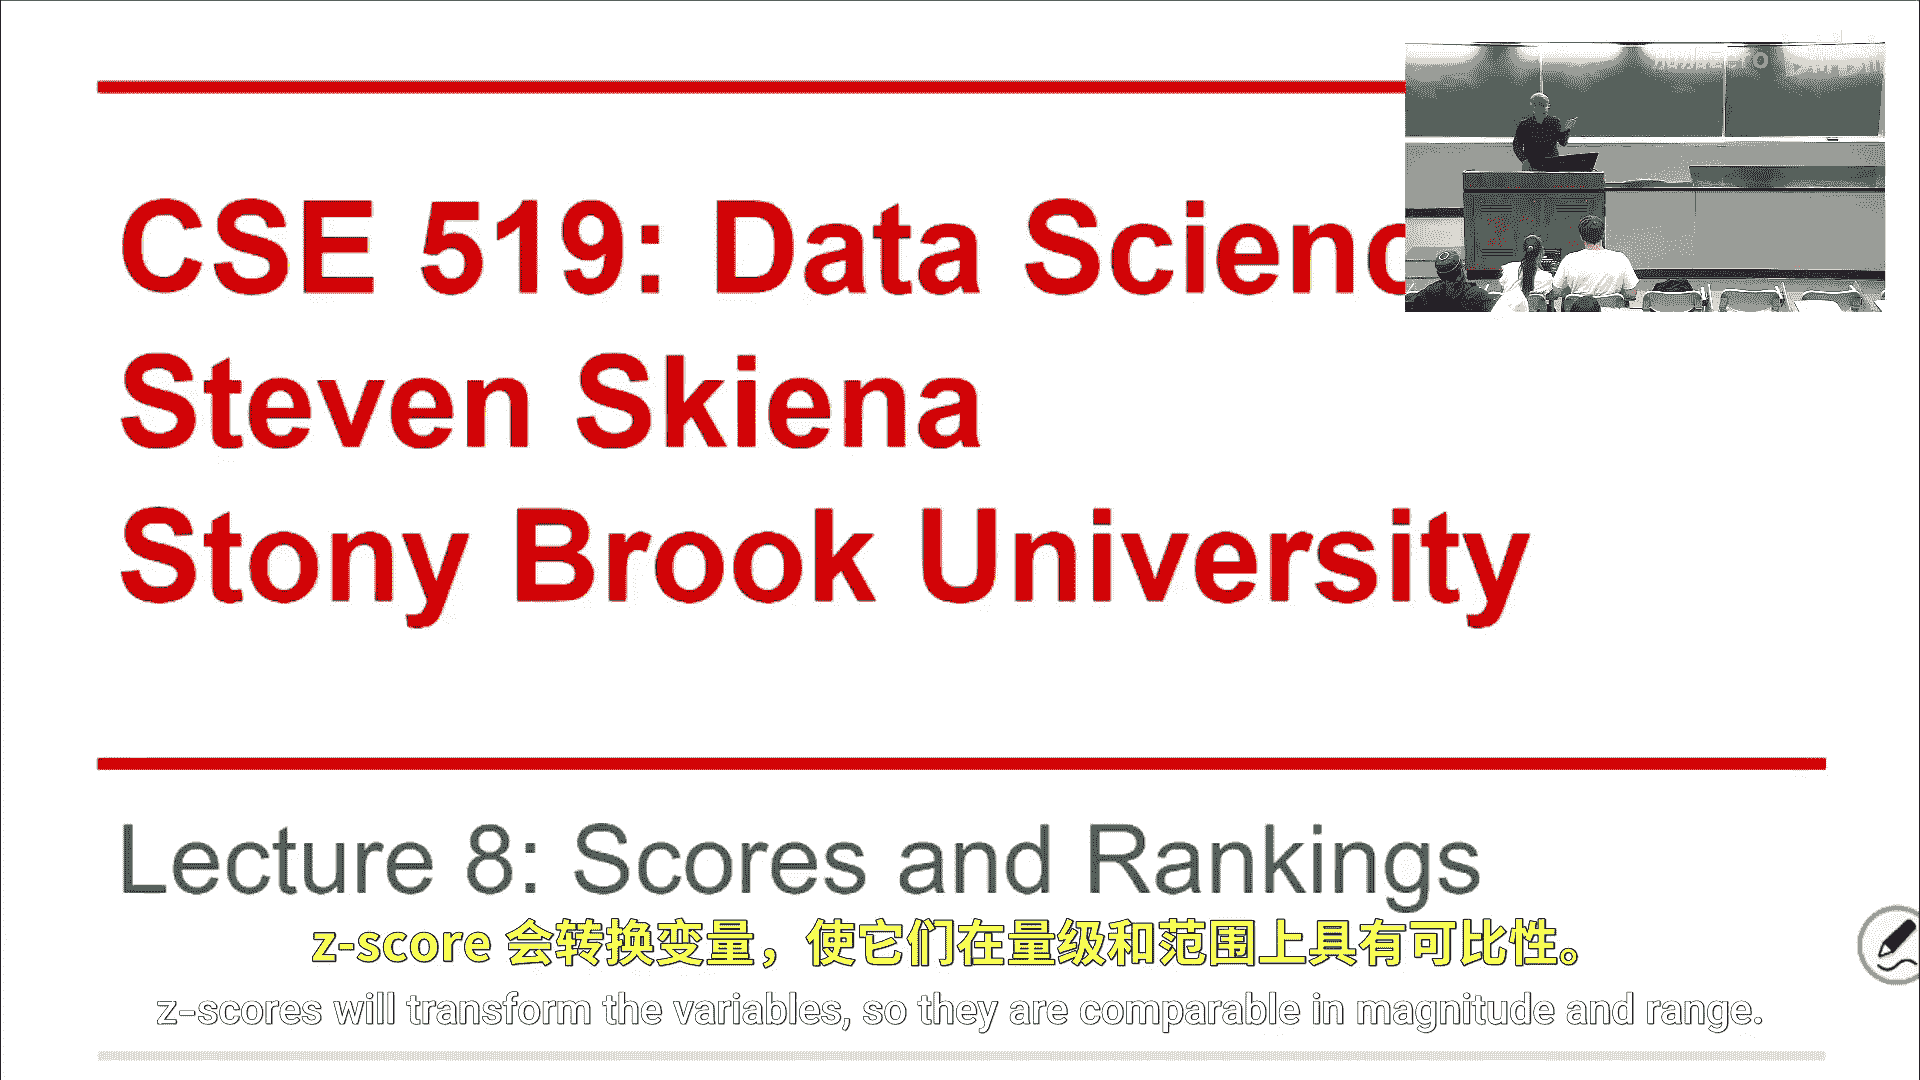 CSE 519: Data Scienc
Steven Skiena
Stony Brook University
Lecture 8: Scores and Rankings
z-score 会转换变量，使它们在量级和范围上具有可比性。
z-scores will transform the variables, so they are comparable in magnitude and range.